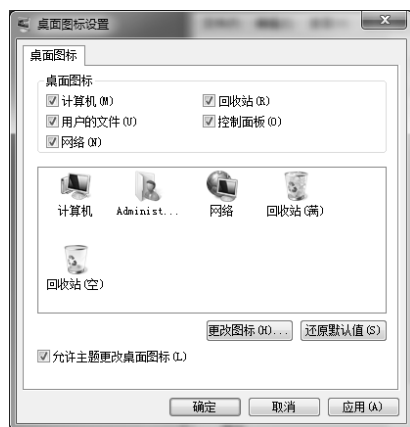 桌面图标设置
桌面图标
桌面图标
计算机(M) 回收站(R)
用户的文件(U) 控制面板(O)
网络(N)
计算机 Administ... 网络 回收站(满)
回收站(空)
更改图标(H)... 还原默认值(S)
允许主题更改桌面图标(L)
确定 取消 应用(A)